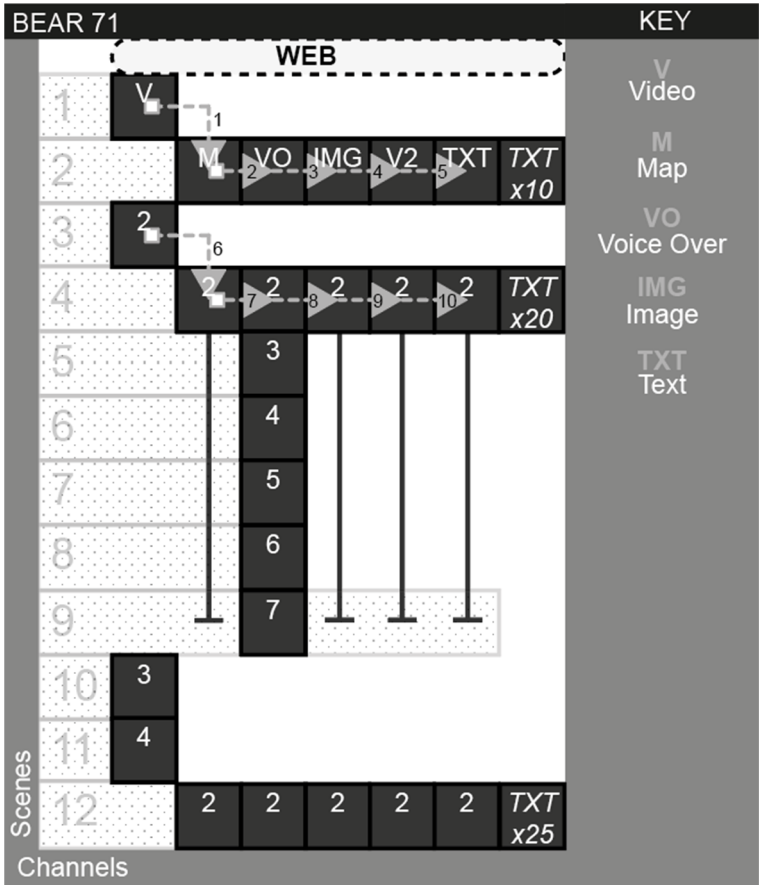 BEAR 71
KEY
WEB
V
Video
M
Map
VO
Voice Over
IMG
Image
TXT
Text
1 V 1
2 M 2 VO 3 IMG 4 V2 5 TXT TXT x10
3 2 6
4 2 7 2 8 2 9 2 10 2 TXT x20
5 3
6 4
7 5
8 6
9 7
10 3
11 4
12 2 2 2 2 2 TXT x25
Scenes
Channels